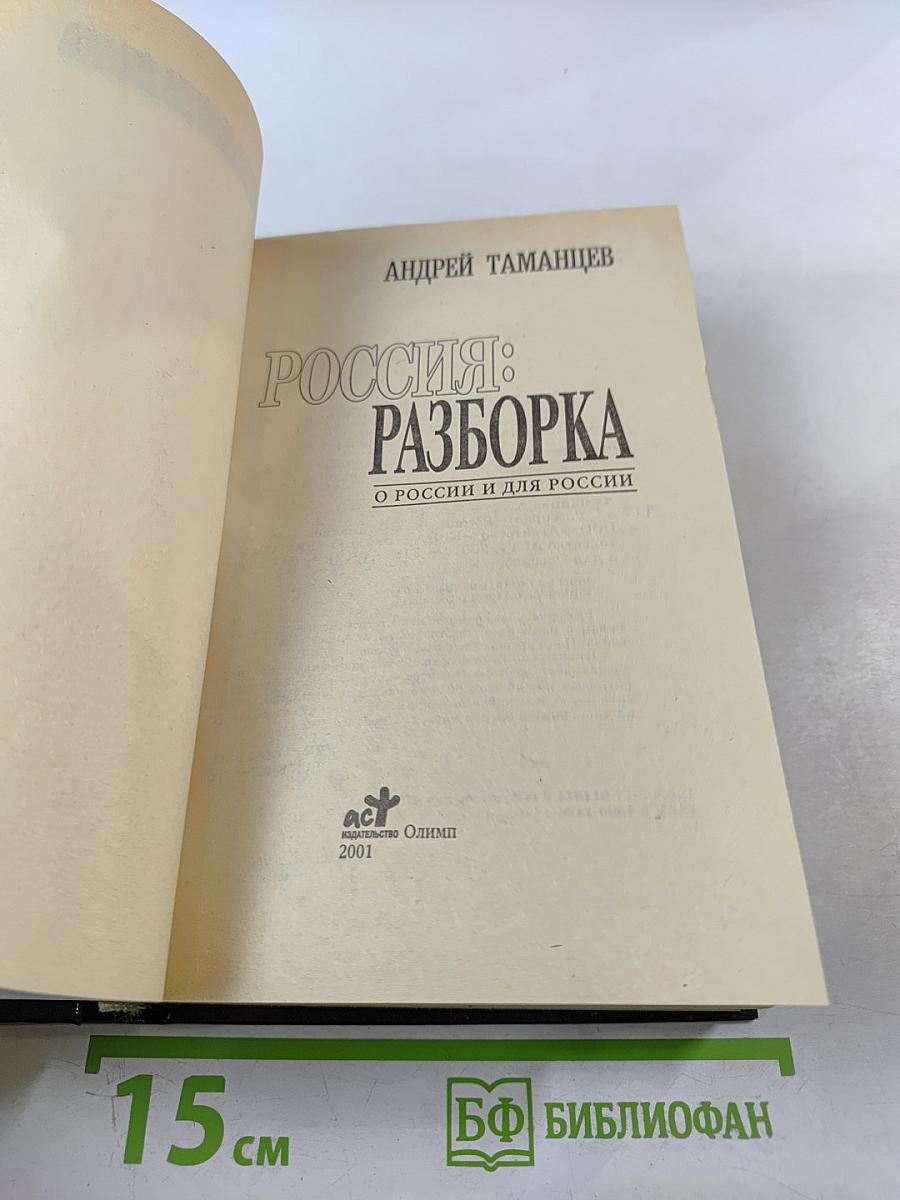 АНДРЕЙ ТАМАНЦЕВ
РОССИЯ:
РАЗБОРКА
О РОССИИ И ДЛЯ РОССИИ
аст
ИЗДАТЕЛЬСТВО Олимп
2001
15 см
БФ БИБЛИОФАН